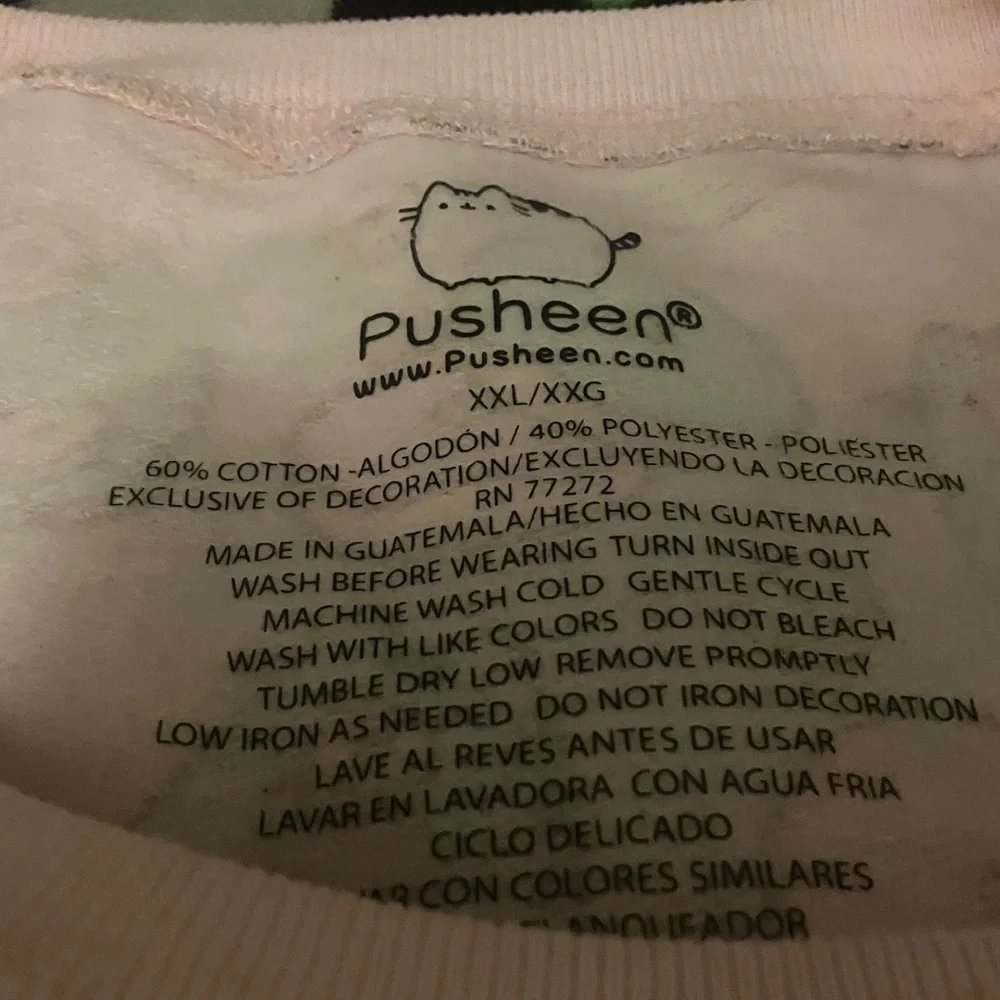 Pusheen®
www.Pusheen.com
XXL/XXG
60% COTTON -ALGODÓN / 40% POLYESTER - POLIÉSTER
EXCLUSIVE OF DECORATION/EXCLUYENDO LA DECORACION
RN 77272
MADE IN GUATEMALA/HECHO EN GUATEMALA
WASH BEFORE WEARING TURN INSIDE OUT
MACHINE WASH COLD GENTLE CYCLE
WASH WITH LIKE COLORS DO NOT BLEACH
TUMBLE DRY LOW REMOVE PROMPTLY
LOW IRON AS NEEDED DO NOT IRON DECORATION
LAVE AL REVES ANTES DE USAR
LAVAR EN LAVADORA CON AGUA FRIA
CICLO DELICADO
CON COLORES SIMILARES